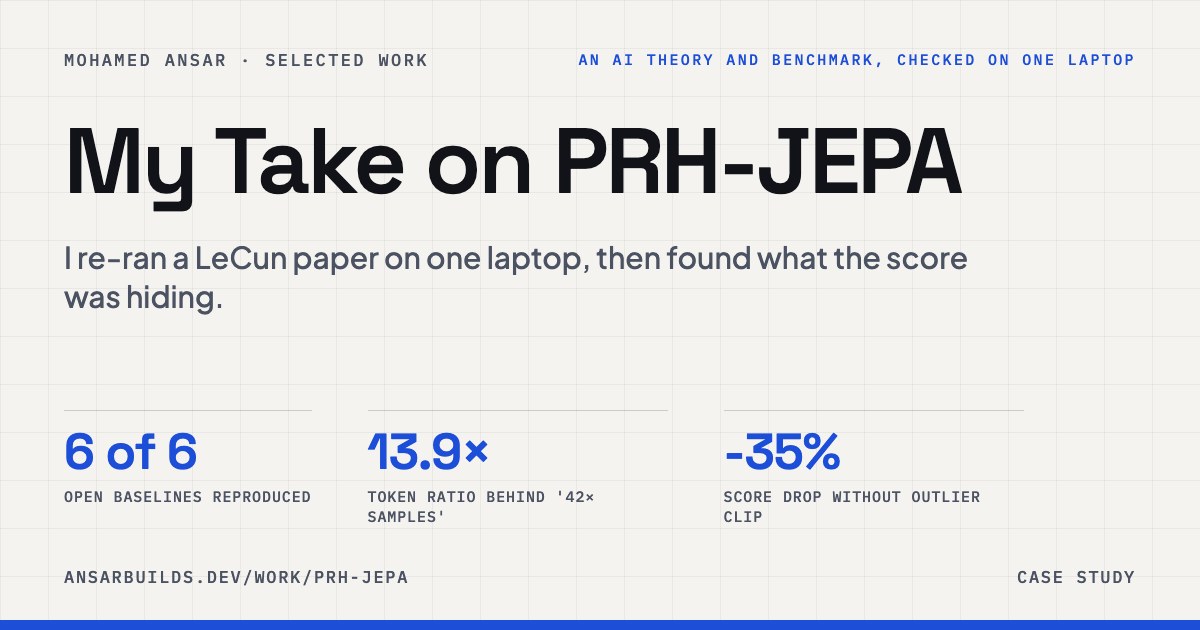 MOHAMED ANSAR · SELECTED WORK
AN AI THEORY AND BENCHMARK, CHECKED ON ONE LAPTOP
My Take on PRH-JEPA
I re-ran a LeCun paper on one laptop, then found what the score
was hiding.
6 of 6
OPEN BASELINES REPRODUCED
13.9×
TOKEN RATIO BEHIND '42×
SAMPLES'
-35%
SCORE DROP WITHOUT OUTLIER
CLIP
ANSARBUILDS.DEV/WORK/PRH-JEPA
CASE STUDY